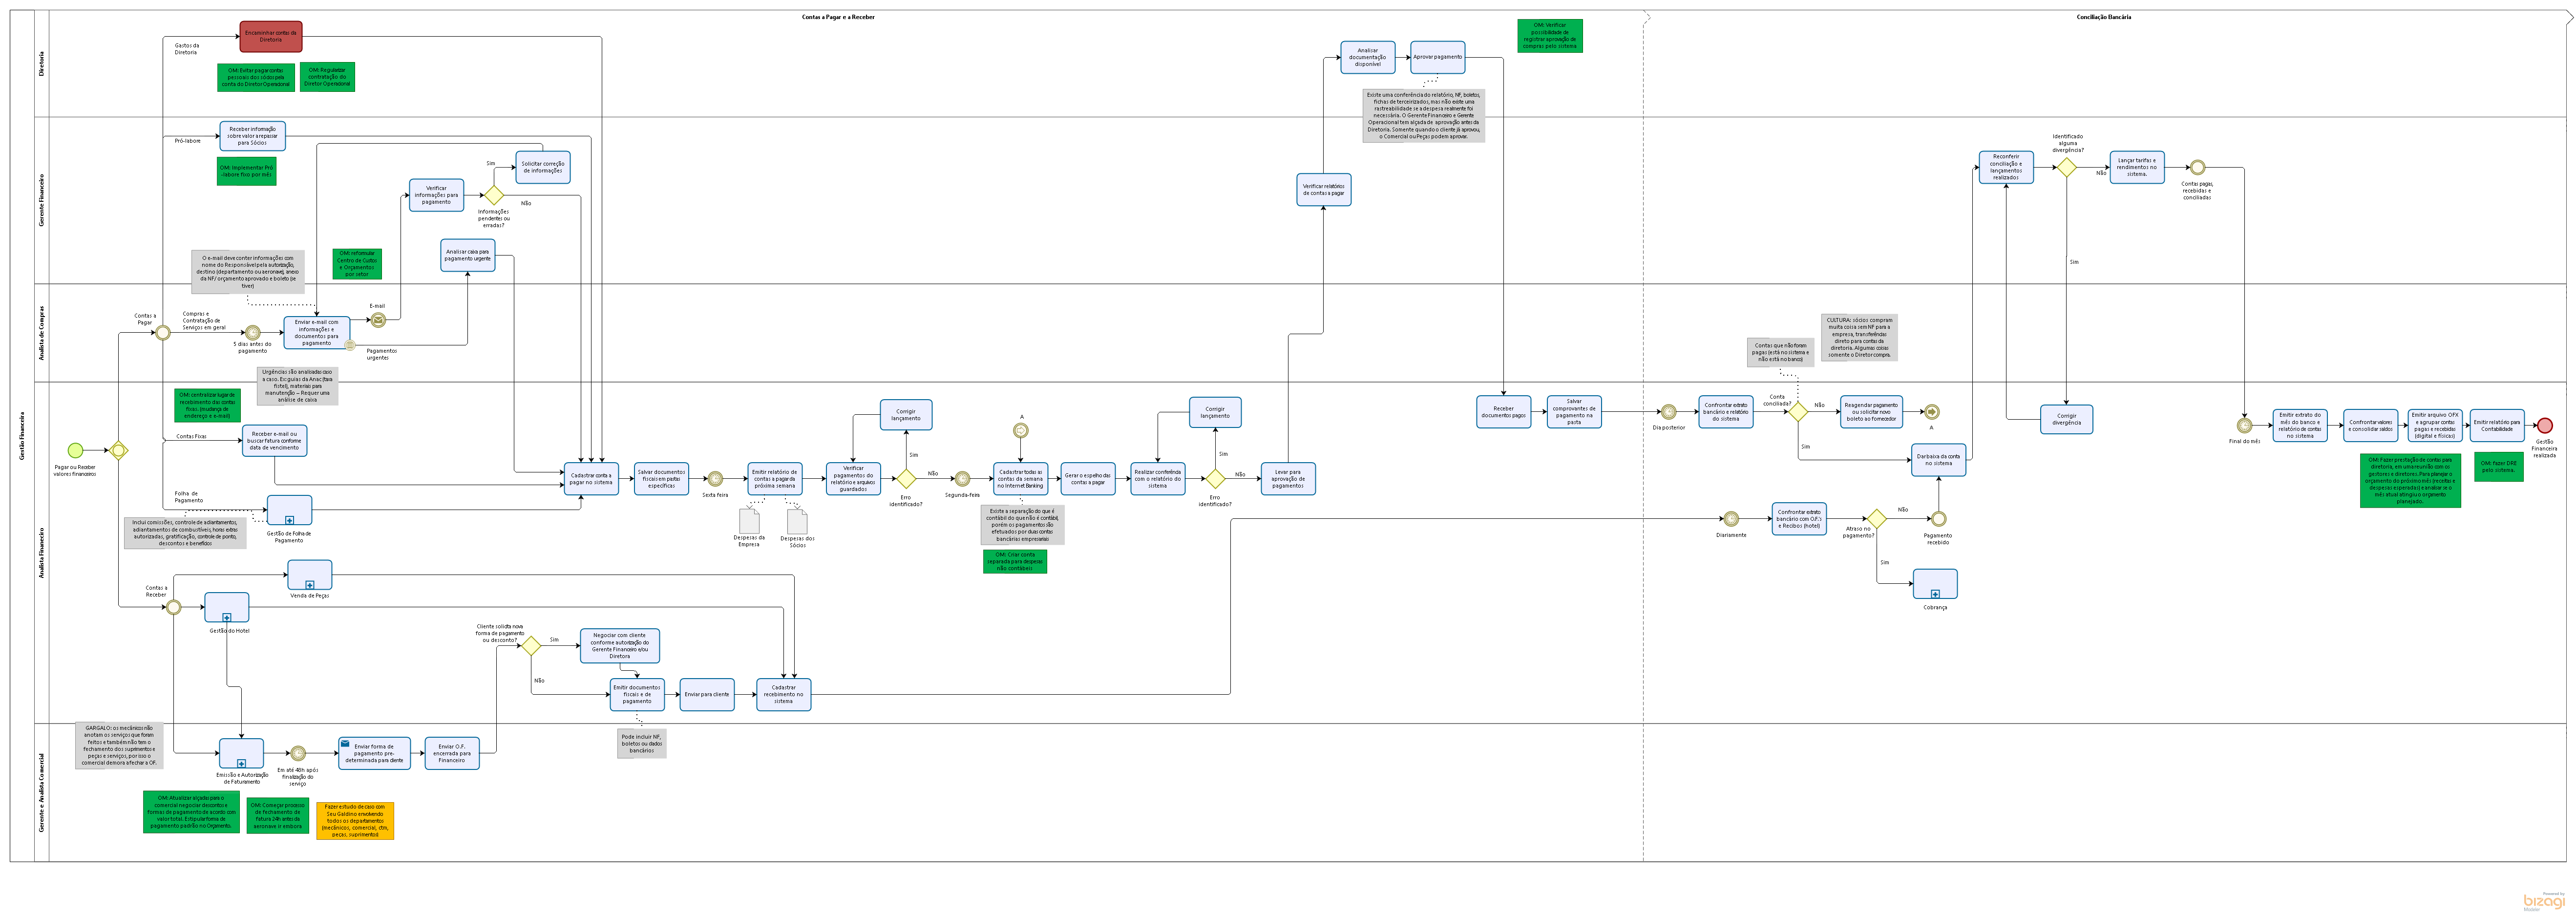 Contas a Pagar e a Receber
Conciliação Bancária
Gestão Financeira
Diretoria
Gastos da
Diretoria
Encaminhar contas da
Diretoria
OM: Evitar pagar contas
pessoais dos sócios pela
conta do Diretor Operacional
OM: Regularizar
contratação do
Diretor Operacional
Analisar
documentação
disponível
Aprovar pagamento
OM: Verificar
possibilidade de
registrar aprovação de
compras pelo sistema
Existe uma conferência do relatório, NF, boletos,
fichas de terceirizados, mas não existe uma
rastreabilidade se a despesa realmente foi
necessária. O Gerente Financeiro e Gerente
Operacional tem alçada de aprovação antes da
Diretoria. Somente quando o cliente já aprovou,
o Comercial ou Peças podem aprovar.
Gerente Financeiro
Pró-labore
Receber informação
sobre valor a repassar
para Sócios
OM: Implementar Pró
-labore fixo por mês
Verificar
informações para
pagamento
Sim
Solicitar correção
de informações
Não
Informações
pendentes ou
erradas?
Analisar caixa para
pagamento urgente
O e-mail deve conter informações com
nome do Responsável pela autorização,
destino (departamento ou aeronave), anexo
da NF/ orçamento aprovado e boleto (se
tiver)
OM: reformular
Centro de Custos
e Orçamentos
por setor
Verificar relatórios
de contas a pagar
Reconferir
conciliação e
lançamentos
realizados
Identificado
alguma
divergência?
Não
Sim
Lançar tarifas e
rendimentos no
sistema.
Contas pagas,
recebidas e
conciliadas
Analista de Compras
Contas a
Pagar
Compras e
Contratação de
Serviços em geral
5 dias antes do
pagamento
Enviar e-mail com
informações e
documentos para
pagamento
E-mail
Pagamentos
urgentes
Urgências são analisadas caso
a caso. Ex: guias da Anac (taxa
fistel), materiais para
manutenção – Requer uma
análise de caixa
Contas que não foram
pagas (está no sistema e
não está no banco)
CULTURA: sócios compram
muita coisa sem NF para a
empresa, transferências
direto para contas da
diretoria. Algumas coisas
somente o Diretor compra.
Analista Financeiro
Pagar ou Receber
valores financeiros
OM: centralizar lugar de
recebimento das contas
fixas. (mudança de
endereço e e-mail)
Contas Fixas
Receber e-mail ou
buscar fatura conforme
data de vencimento
Folha de
Pagamento
Gestão de Folha de
Pagamento
Inclui comissões, controle de adiantamentos,
adiantamentos de combustíveis, horas extras
autorizadas, gratificação, controle de ponto,
descontos e benefícios
Cadastrar conta a
pagar no sistema
Salvar documentos
fiscais em pastas
específicas
Sexta feira
Emitir relatório de
contas a pagar da
próxima semana
Despesas da
Empresa
Despesas dos
Sócios
Verificar
pagamentos do
relatório e arquivos
guardados
Corrigir
lançamento
Sim
Não
Erro
identificado?
Segunda-feira
A
Cadastrar todas as
contas da semana
no Internet Banking
Existe a separação do que é
contábil do que não é contábil,
porém os pagamentos são
efetuados por duas contas
bancárias empresariais
OM: Criar conta
separada para despesas
não contábeis
Gerar o espelho das
contas a pagar
Realizar conferência
com o relatório do
sistema
Corrigir
lançamento
Sim
Não
Erro
identificado?
Levar para
aprovação de
pagamentos
Receber
documentos pagos
Salvar
comprovantes de
pagamento na
pasta
Dia posterior
Confrontar extrato
bancário e relatório
do sistema
Conta
conciliada?
Não
Sim
Reagendar pagamento
ou solicitar novo
boleto ao fornecedor
A
Dar baixa da conta
no sistema
Corrigir
divergência
Diariamente
Confrontar extrato
bancário com O.F.'s
e Recibos (hotel)
Atraso no
pagamento?
Não
Sim
Pagamento
recebido
Cobrança
Final do mês
Emitir extrato do
mês do banco e
relatório de contas
no sistema
Confrontar valores
e consolidar saldos
Emitir arquivo OFX
e agrupar contas
pagas e recebidas
(digital e físicas)
Emitir relatório para
Contabilidade
Gestão
Financeira
realizada
OM: Fazer prestação de contas para
diretoria, em uma reunião com os
gestores e diretores. Para planejar o
orçamento do próximo mês (receitas e
despesas esperadas) e analisar se o
mês atual atingiu o orçamento
planejado.
OM: fazer DRE
pelo sistema.
Contas a
Receber
Venda de Peças
Gestão do Hotel
Cliente solicita nova
forma de pagamento
ou desconto?
Sim
Não
Negociar com cliente
conforme autorização do
Gerente Financeiro e/ou
Diretora
Emitir documentos
fiscais e de
pagamento
Enviar para cliente
Cadastrar
recebimento no
sistema
Gerente e Analista Comercial
GARGALO: os mecânicos não
anotam os serviços que foram
feitos e também não tem o
fechamento dos suprimentos e
peças e serviços, por isso o
comercial demora a fechar a OF.
Emissão e Autorização
de Faturamento
Em até 48h após
finalização do
serviço
Enviar forma de
pagamento pré-
determinada para cliente
Enviar O.F.
encerrada para
Financeiro
Pode incluir NF,
boletos ou dados
bancários
OM: Atualizar alçadas para o
comercial negociar descontos e
formas de pagamento de acordo com
valor total. Estipular forma de
pagamento padrão no Orçamento.
OM: Começar processo
de fechamento de
fatura 24h antes da
aeronave ir embora
Fazer estudo de caso com
Seu Galdino envolvendo
todos os departamentos
(mecânicos, comercial, ctm,
peças, suprimentos)
Powered by
bizagi
Modeler